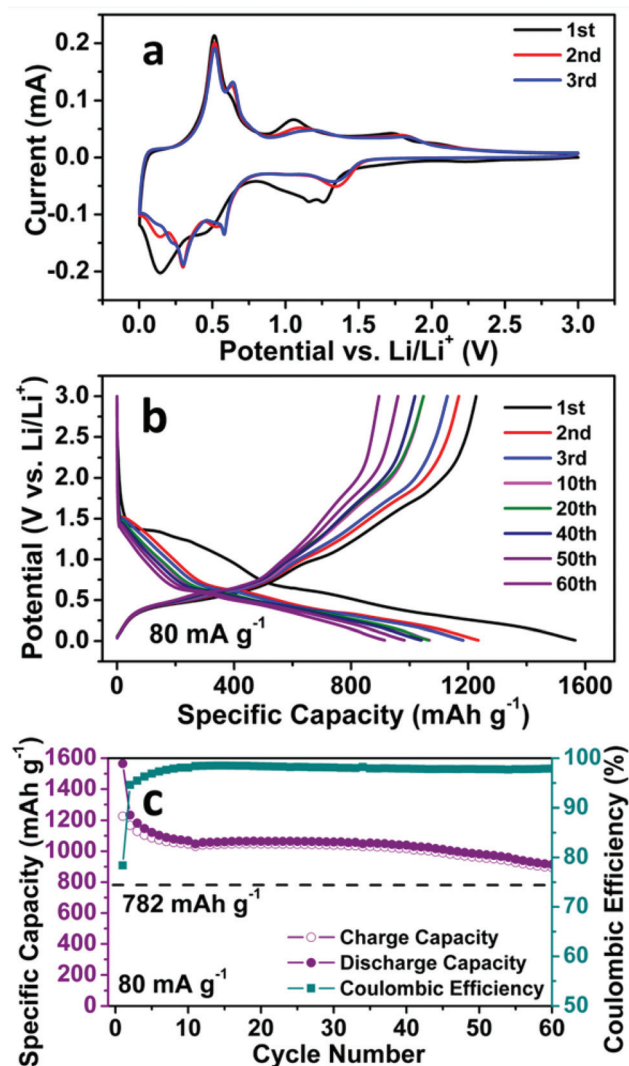 a
1st
2nd
3rd
0.2
0.1
0.0
-0.1
-0.2
Current (mA)
0.0 0.5 1.0 1.5 2.0 2.5 3.0
Potential vs. Li/Li⁺ (V)
b
1st
2nd
3rd
10th
20th
40th
50th
60th
3.0
2.5
2.0
1.5
1.0
0.5
0.0
Potential (V vs. Li/Li⁺)
80 mA g⁻¹
0 400 800 1200 1600
Specific Capacity (mAh g⁻¹)
c
1600
1400
1200
1000
800
600
400
200
0
Specific Capacity (mAh g⁻¹)
100
90
80
70
60
50
Coulombic Efficiency (%)
782 mAh g⁻¹
Charge Capacity
Discharge Capacity
Coulombic Efficiency
80 mA g⁻¹
0 10 20 30 40 50 60
Cycle Number